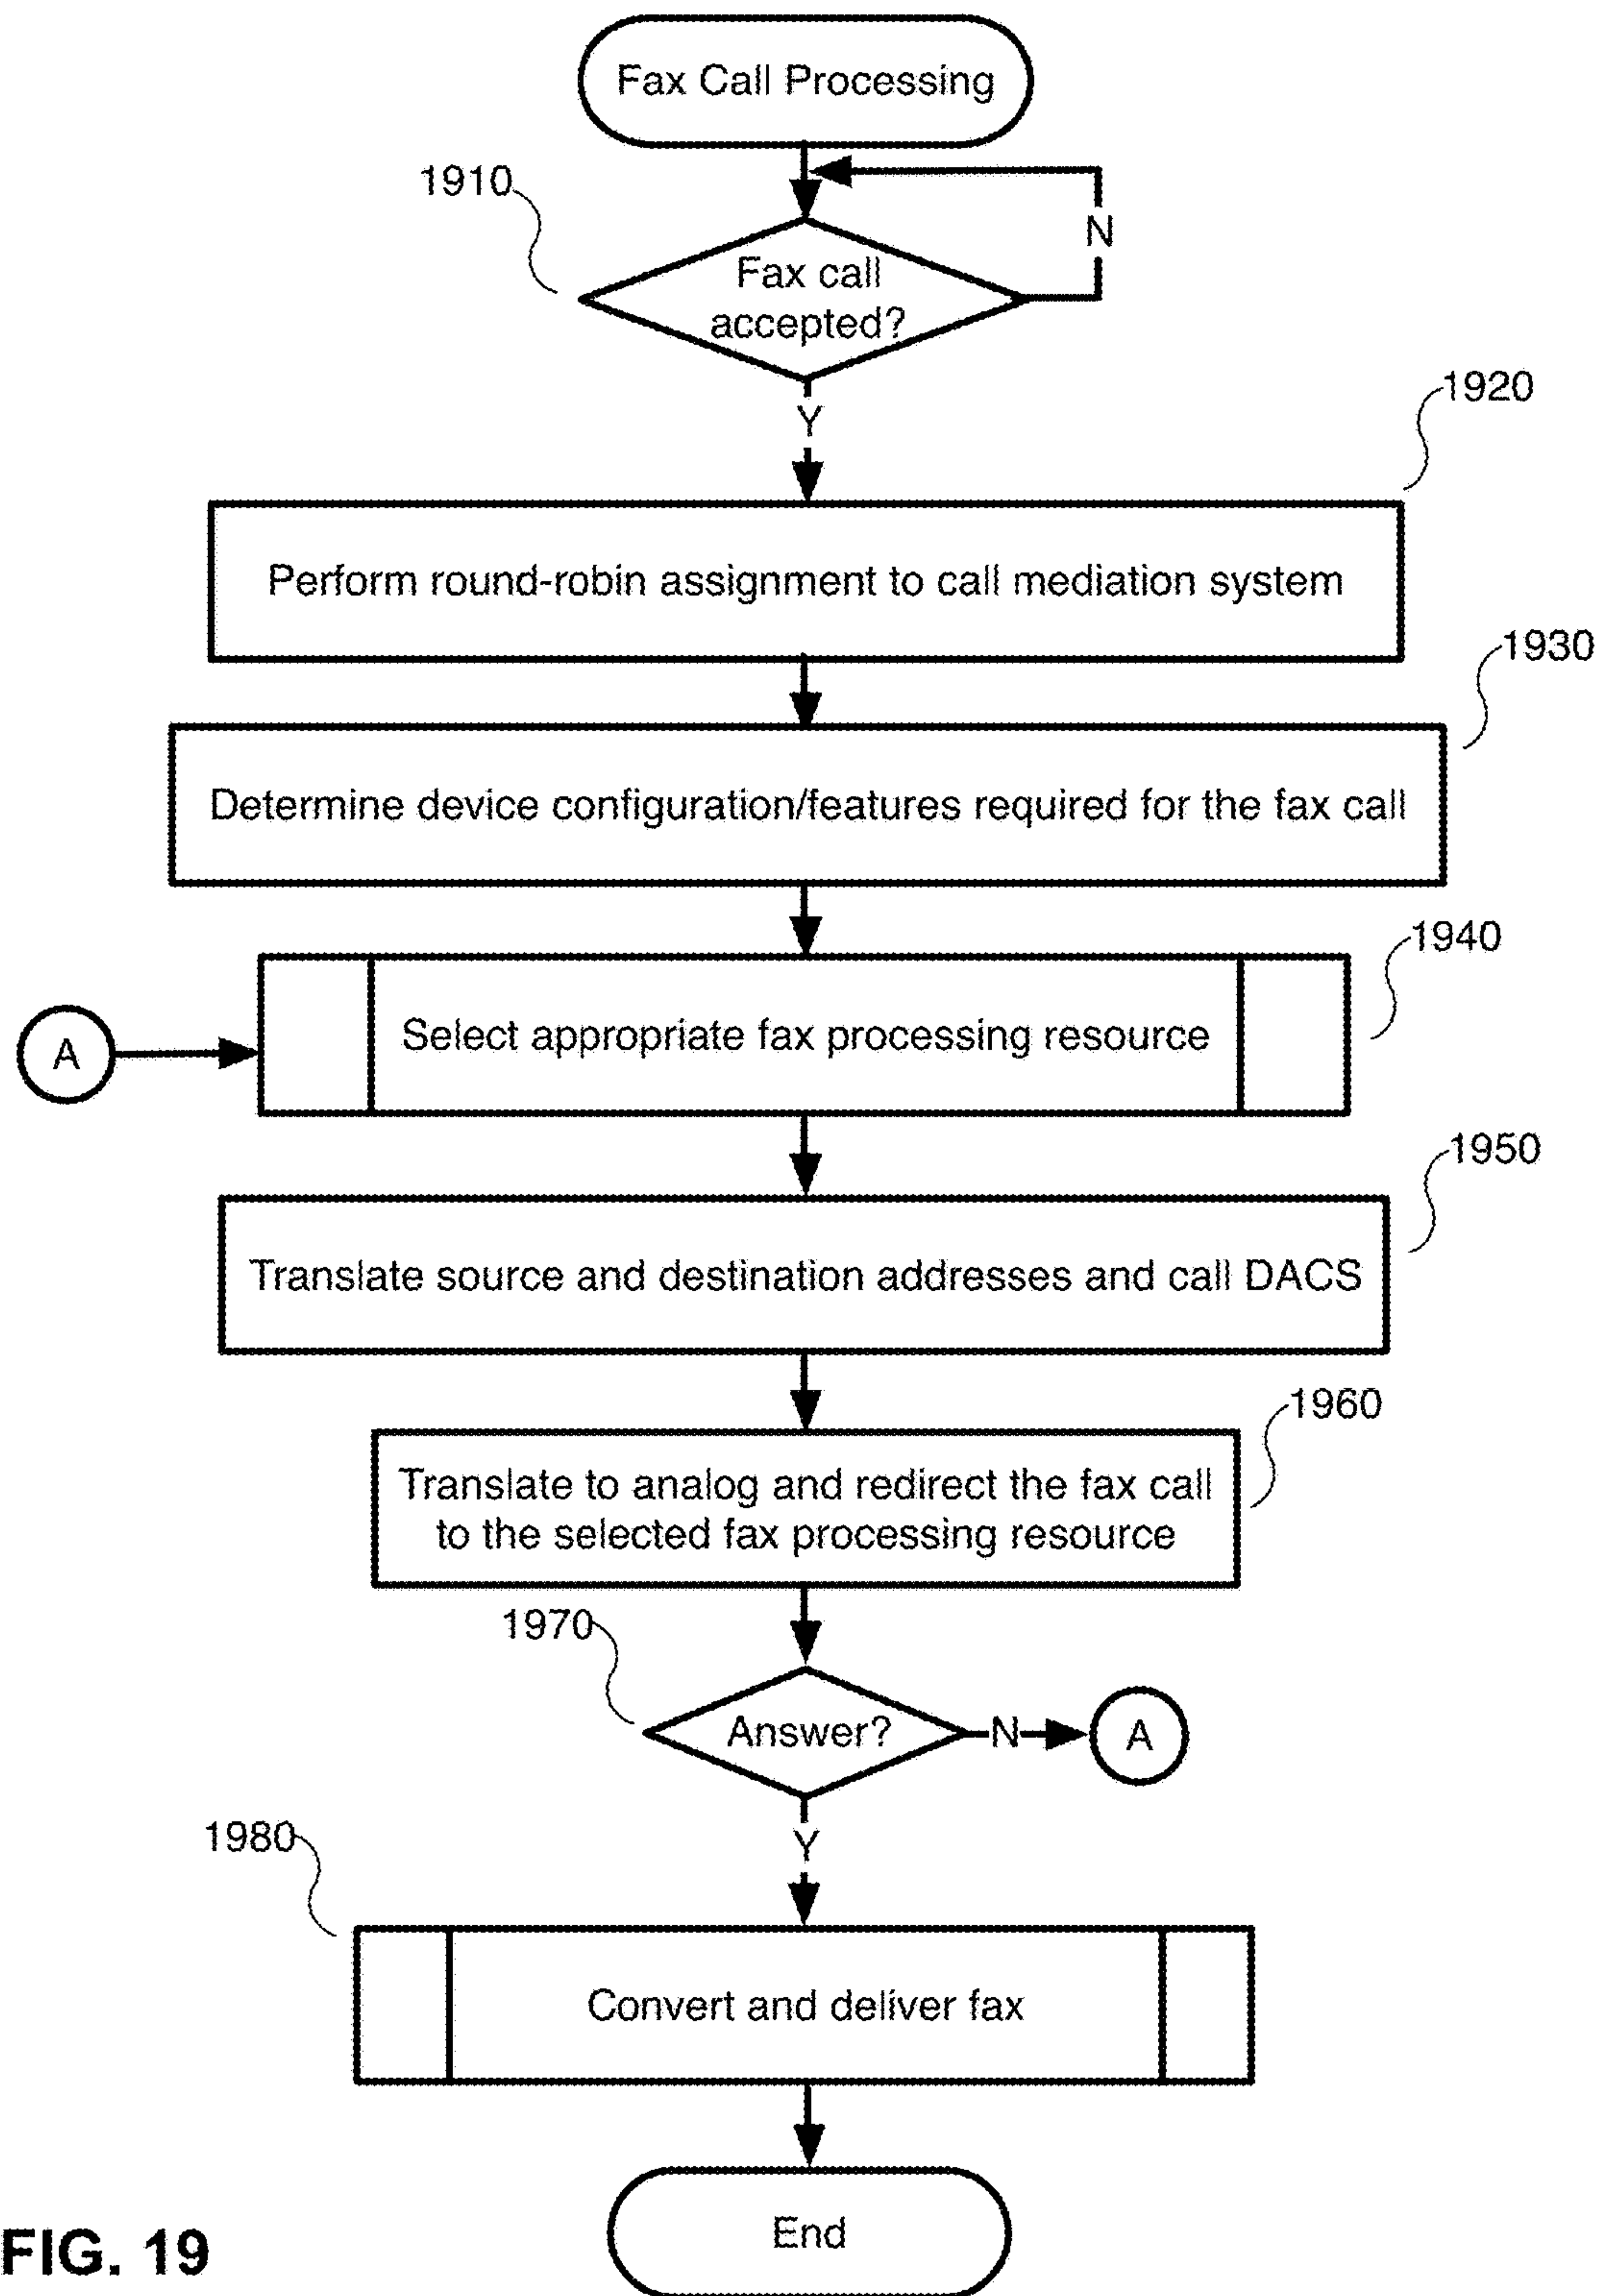 Fax Call Processing
1910
N
Fax call
accepted?
Y
1920
Perform round-robin assignment to call mediation system
1930
Determine device configuration/features required for the fax call
1940
A
Select appropriate fax processing resource
1950
Translate source and destination addresses and call DACS
1960
Translate to analog and redirect the fax call
to the selected fax processing resource
1970
Answer?
N
A
Y
1980
Convert and deliver fax
End
FIG. 19